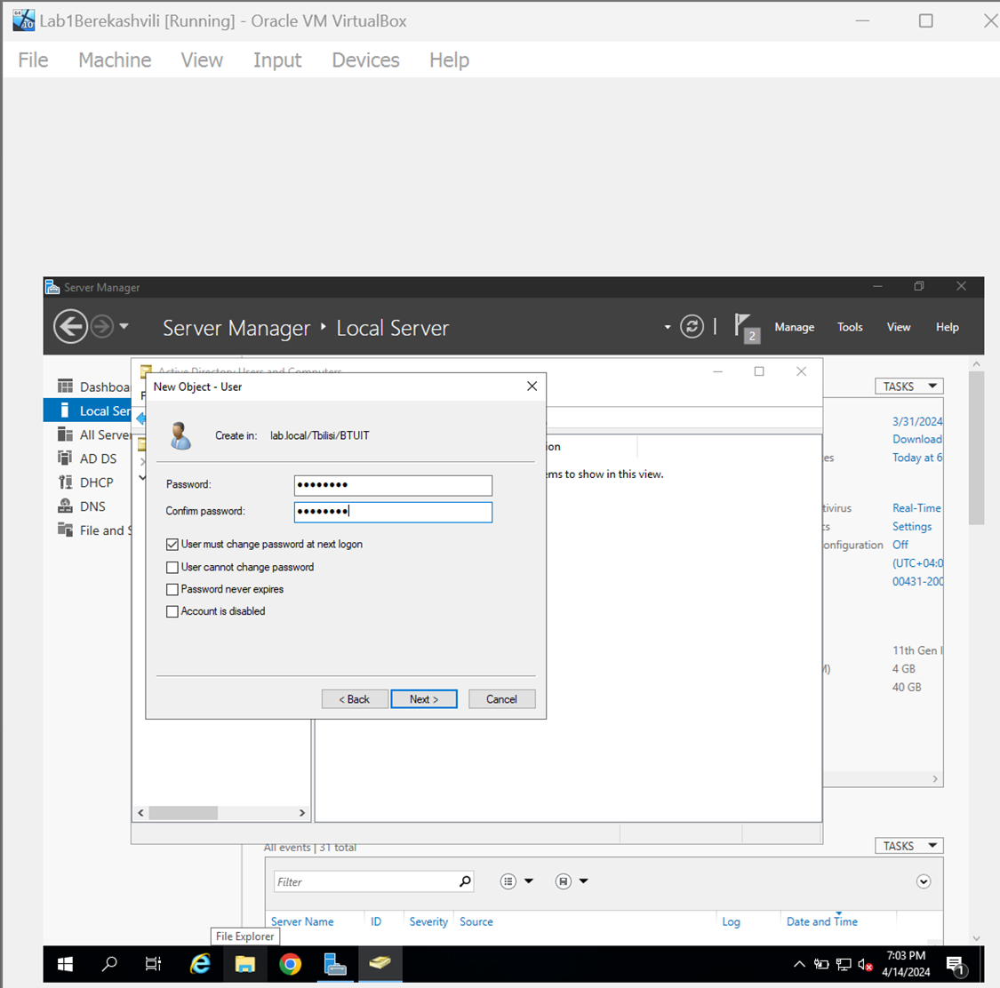 Lab1Berekashvili [Running] - Oracle VM VirtualBox
File Machine View Input Devices Help
Server Manager
Server Manager Local Server
2
Manage Tools View Help
Active Directory Users and Computers
New Object - User
Dashboa
Local Ser
All Server
AD DS
DHCP
DNS
File and S
Create in: lab.local/Tbilisi/BTUIT
Password: ••••••••
Confirm password: ••••••••
User must change password at next logon
User cannot change password
Password never expires
Account is disabled
< Back Next > Cancel
ion
ms to show in this view.
TASKS
3/31/2024
Download
es Today at 6
tivirus Real-Time
cs Settings
onfiguration Off
(UTC+04:0
00431-200
11th Gen I
M) 4 GB
40 GB
All events | 31 total
TASKS
Filter
Server Name ID Severity Source Log Date and Time
File Explorer
7:03 PM
4/14/2024
1